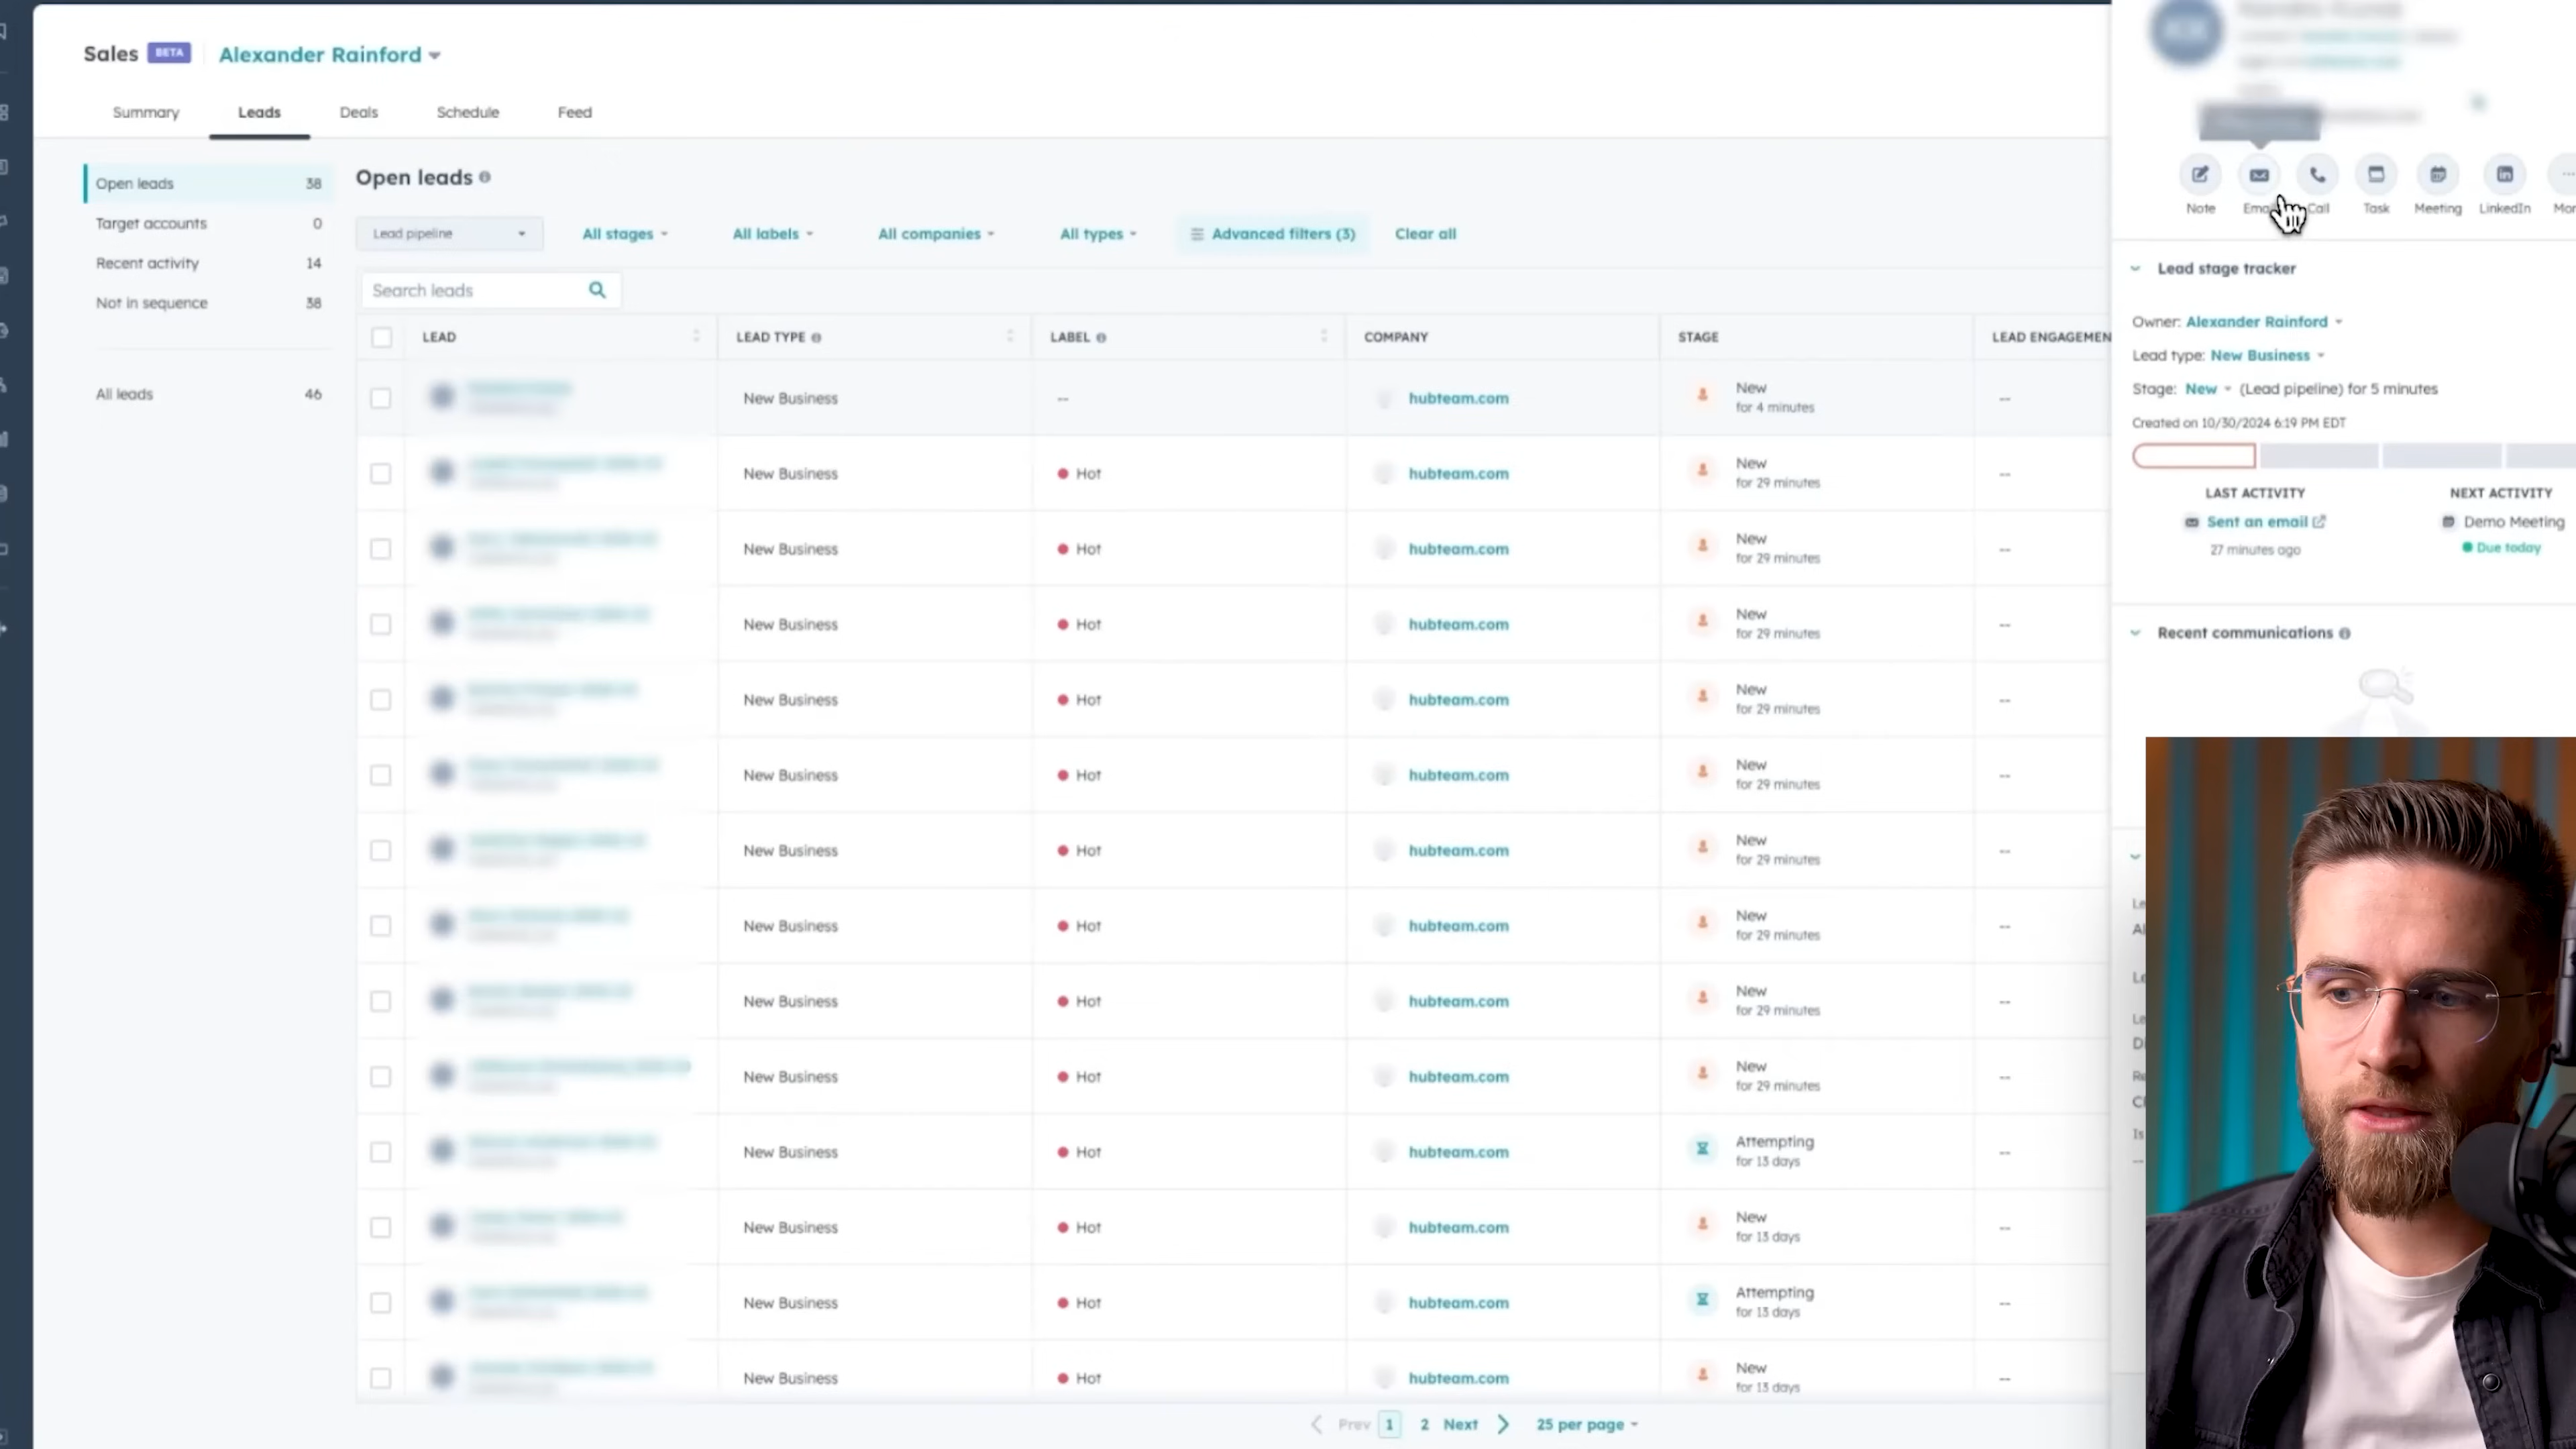 Sales BETA Alexander Rainford
Summary Leads Deals Schedule Feed
Open leads 38
Target accounts 0
Recent activity 14
Not in sequence 38
All leads 46
Open leads
Lead pipeline All stages All labels All companies All types Advanced filters (3) Clear all
Search leads
LEAD LEAD TYPE LABEL COMPANY STAGE LEAD ENGAGEMEN
New Business -- hubteam.com New --
for 4 minutes
New Business Hot hubteam.com New --
for 29 minutes
New Business Hot hubteam.com New --
for 29 minutes
New Business Hot hubteam.com New --
for 29 minutes
New Business Hot hubteam.com New --
for 29 minutes
New Business Hot hubteam.com New --
for 29 minutes
New Business Hot hubteam.com New --
for 29 minutes
New Business Hot hubteam.com New --
for 29 minutes
New Business Hot hubteam.com New --
for 29 minutes
New Business Hot hubteam.com New --
for 29 minutes
New Business Hot hubteam.com Attempting --
for 13 days
New Business Hot hubteam.com New --
for 13 days
New Business Hot hubteam.com Attempting --
for 13 days
New Business Hot hubteam.com New --
for 13 days
Prev 1 2 Next 25 per page
Note Emai Call Task Meeting LinkedIn Mor
Lead stage tracker
Owner: Alexander Rainford
Lead type: New Business
Stage: New (Lead pipeline) for 5 minutes
Created on 10/30/2024 6:19 PM EDT
LAST ACTIVITY NEXT ACTIVITY
Sent an email Demo Meeting
27 minutes ago Due today
Recent communications
Le
Al
Le
Le
Di
Re
Cl
Is
--